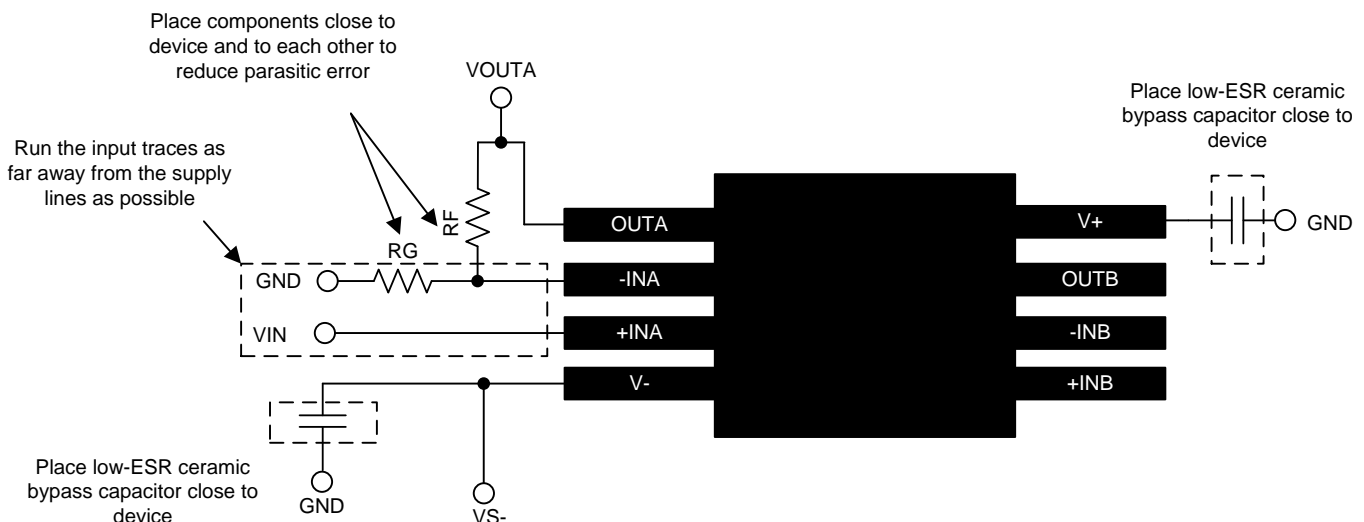 Place components close to
device and to each other to
reduce parasitic error
VOUTA
Place low-ESR ceramic
bypass capacitor close to
device
Run the input traces as
far away from the supply
lines as possible
RF
OUTA
V+
GND
RG
GND
-INA
OUTB
VIN
+INA
-INB
V-
+INB
Place low-ESR ceramic
bypass capacitor close to
device
GND
VS-